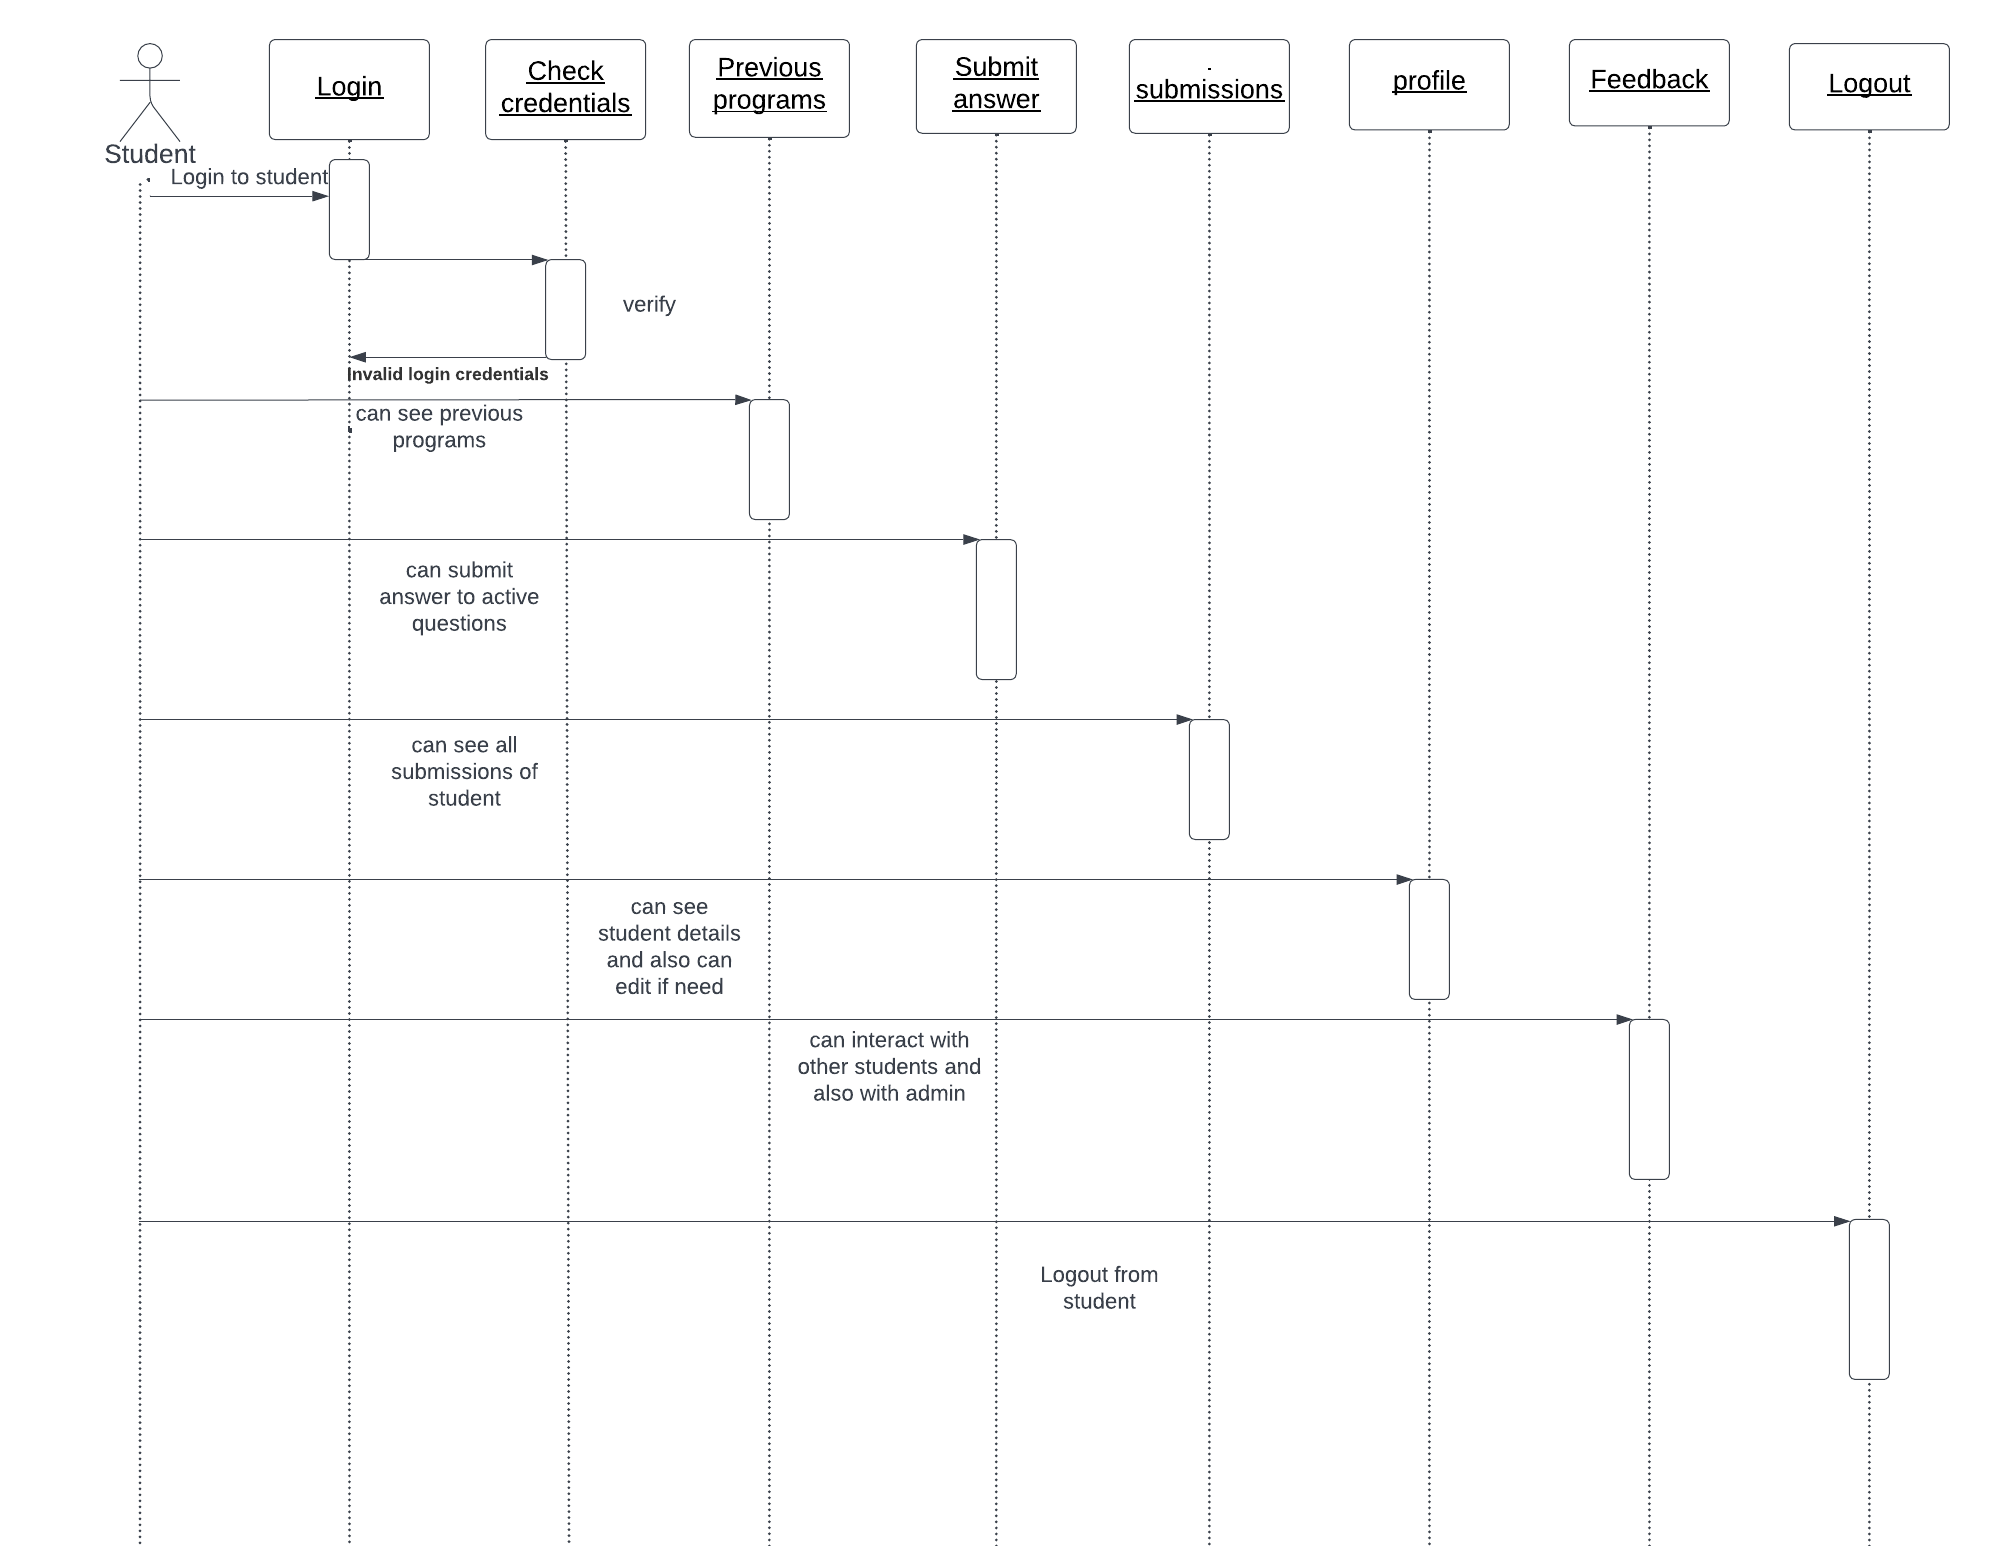 Student
Login
Check
credentials
Previous
programs
Submit
answer
submissions
profile
Feedback
Logout
Login to student
verify
Invalid login credentials
can see previous
programs
can submit
answer to active
questions
can see all
submissions of
student
can see
student details
and also can
edit if need
can interact with
other students and
also with admin
Logout from
student